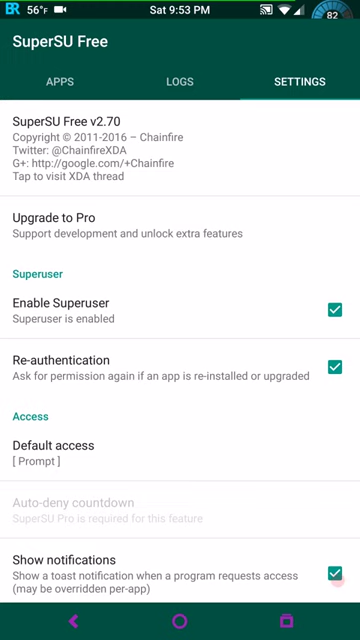 BR 56°F Sat 9:53 PM 82
SuperSU Free
APPS LOGS SETTINGS
SuperSU Free v2.70
Copyright © 2011-2016 – Chainfire
Twitter: @ChainfireXDA
G+: http://google.com/+Chainfire
Tap to visit XDA thread
Upgrade to Pro
Support development and unlock extra features
Superuser
Enable Superuser
Superuser is enabled
Re-authentication
Ask for permission again if an app is re-installed or upgraded
Access
Default access
[ Prompt ]
Auto-deny countdown
SuperSU Pro is required for this feature
Show notifications
Show a toast notification when a program requests access
(may be overridden per-app)